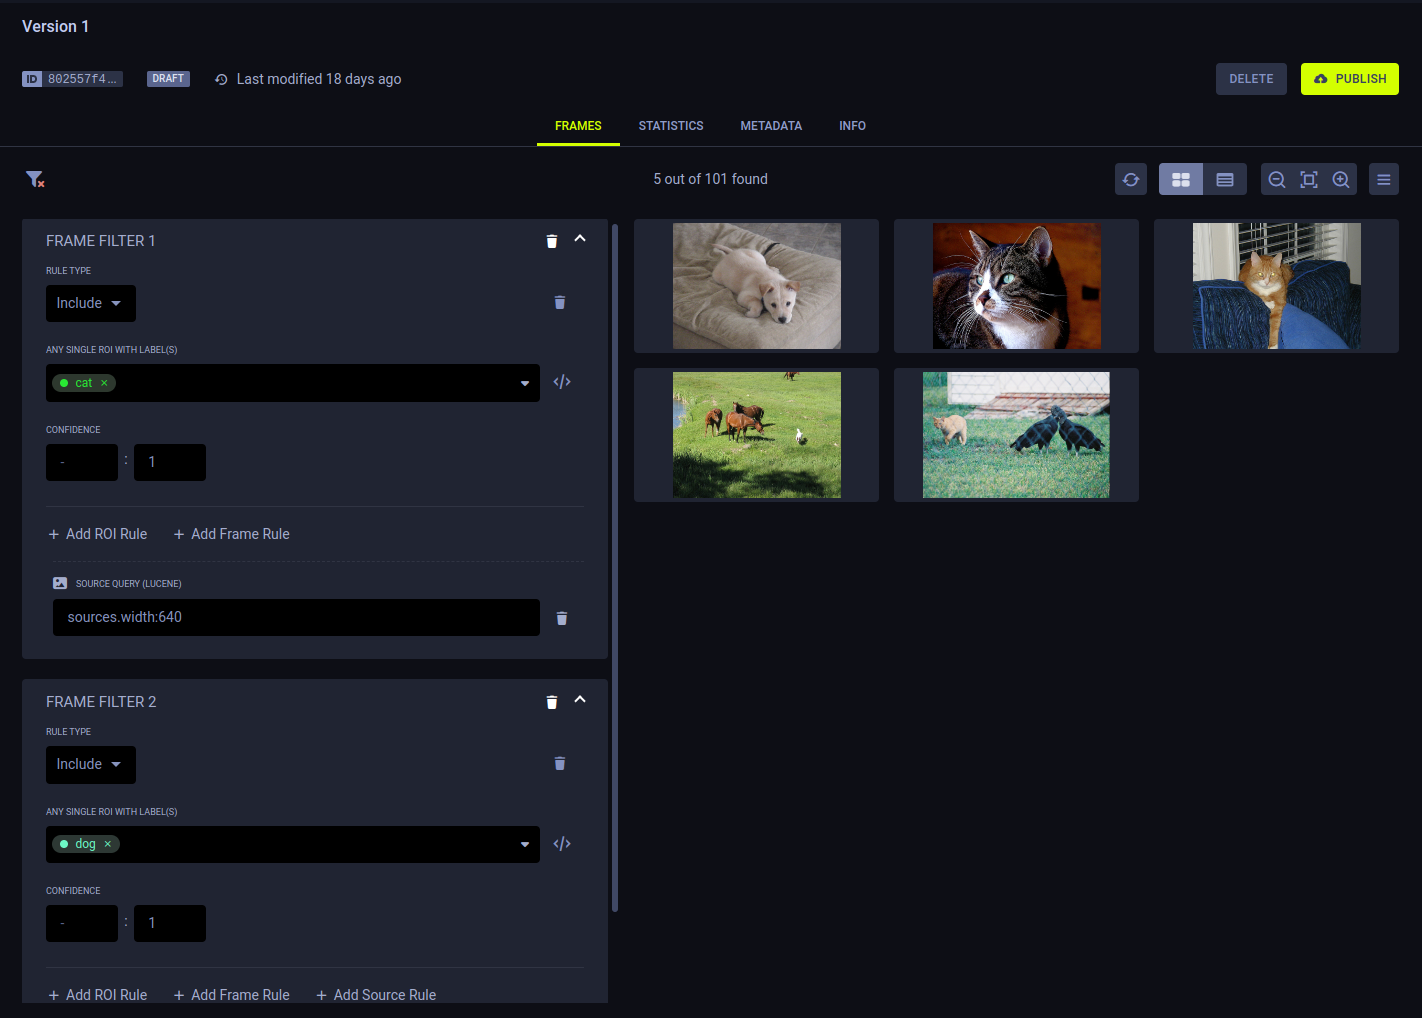 Version 1
ID 802557f4...
DRAFT
Last modified 18 days ago
DELETE
PUBLISH
FRAMES
STATISTICS
METADATA
INFO
5 out of 101 found
FRAME FILTER 1
RULE TYPE
Include
ANY SINGLE ROI WITH LABEL(S)
cat ×
</>
CONFIDENCE
- : 1
+ Add ROI Rule
+ Add Frame Rule
SOURCE QUERY (LUCENE)
sources.width:640
FRAME FILTER 2
RULE TYPE
Include
ANY SINGLE ROI WITH LABEL(S)
dog ×
</>
CONFIDENCE
- : 1
+ Add ROI Rule
+ Add Frame Rule
+ Add Source Rule